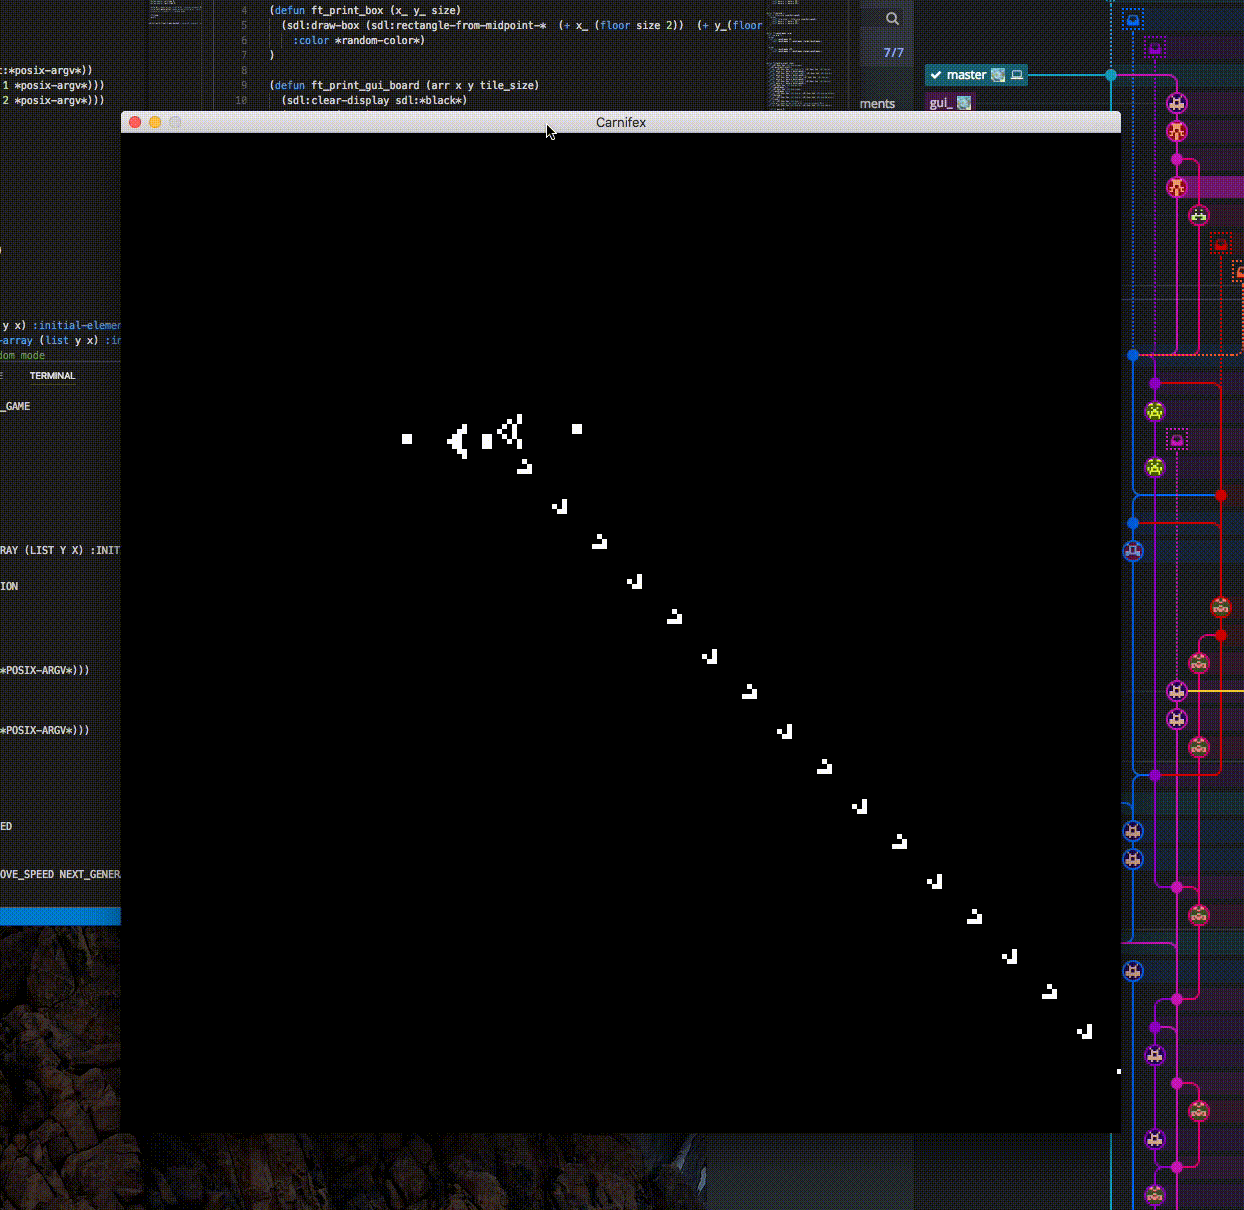 4 (defun ft_print_box (x_ y_ size)
5 (sdl:draw-box (sdl:rectangle-from-midpoint-* (+ x_ (floor size 2)) (+ y_(floor
6 :color *random-color*)
7 )
8
9 (defun ft_print_gui_board (arr x y tile_size)
10 (sdl:clear-display sdl:*black*)
:*posix-argv*))
1 *posix-argv*)))
2 *posix-argv*)))
7/7
master
ments
gui_
Carnifex
)
y x) :initial-elemen
-array (list y x) :in
dom mode
TERMINAL
_GAME
RAY (LIST Y X) :INIT
ION
*POSIX-ARGV*)))
*POSIX-ARGV*)))
ED
OVE_SPEED NEXT_GENERA